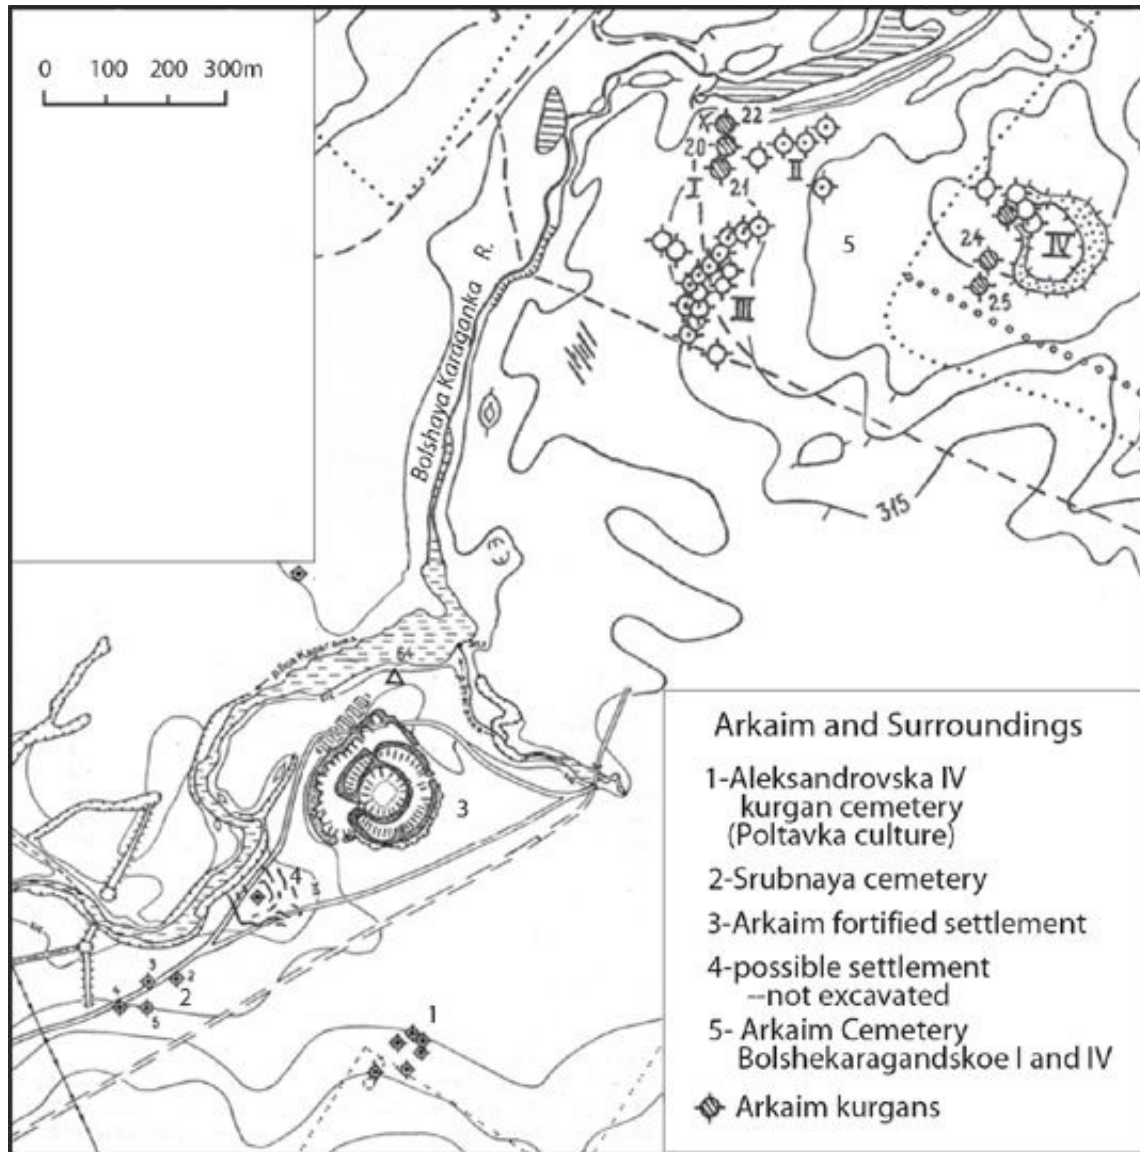 0 100 200 300m
22
20
II
I
21
5
24
IV
25
III
Bolshaya Karaganka R.
315
64
3
4
3
2
4
2
5
1
Arkaim and Surroundings
1-Aleksandrovska IV
kurgan cemetery
(Poltavka culture)
2-Srubnaya cemetery
3-Arkaim fortified settlement
4-possible settlement
--not excavated
5- Arkaim Cemetery
Bolshekaragandskoe I and IV
Arkaim kurgans